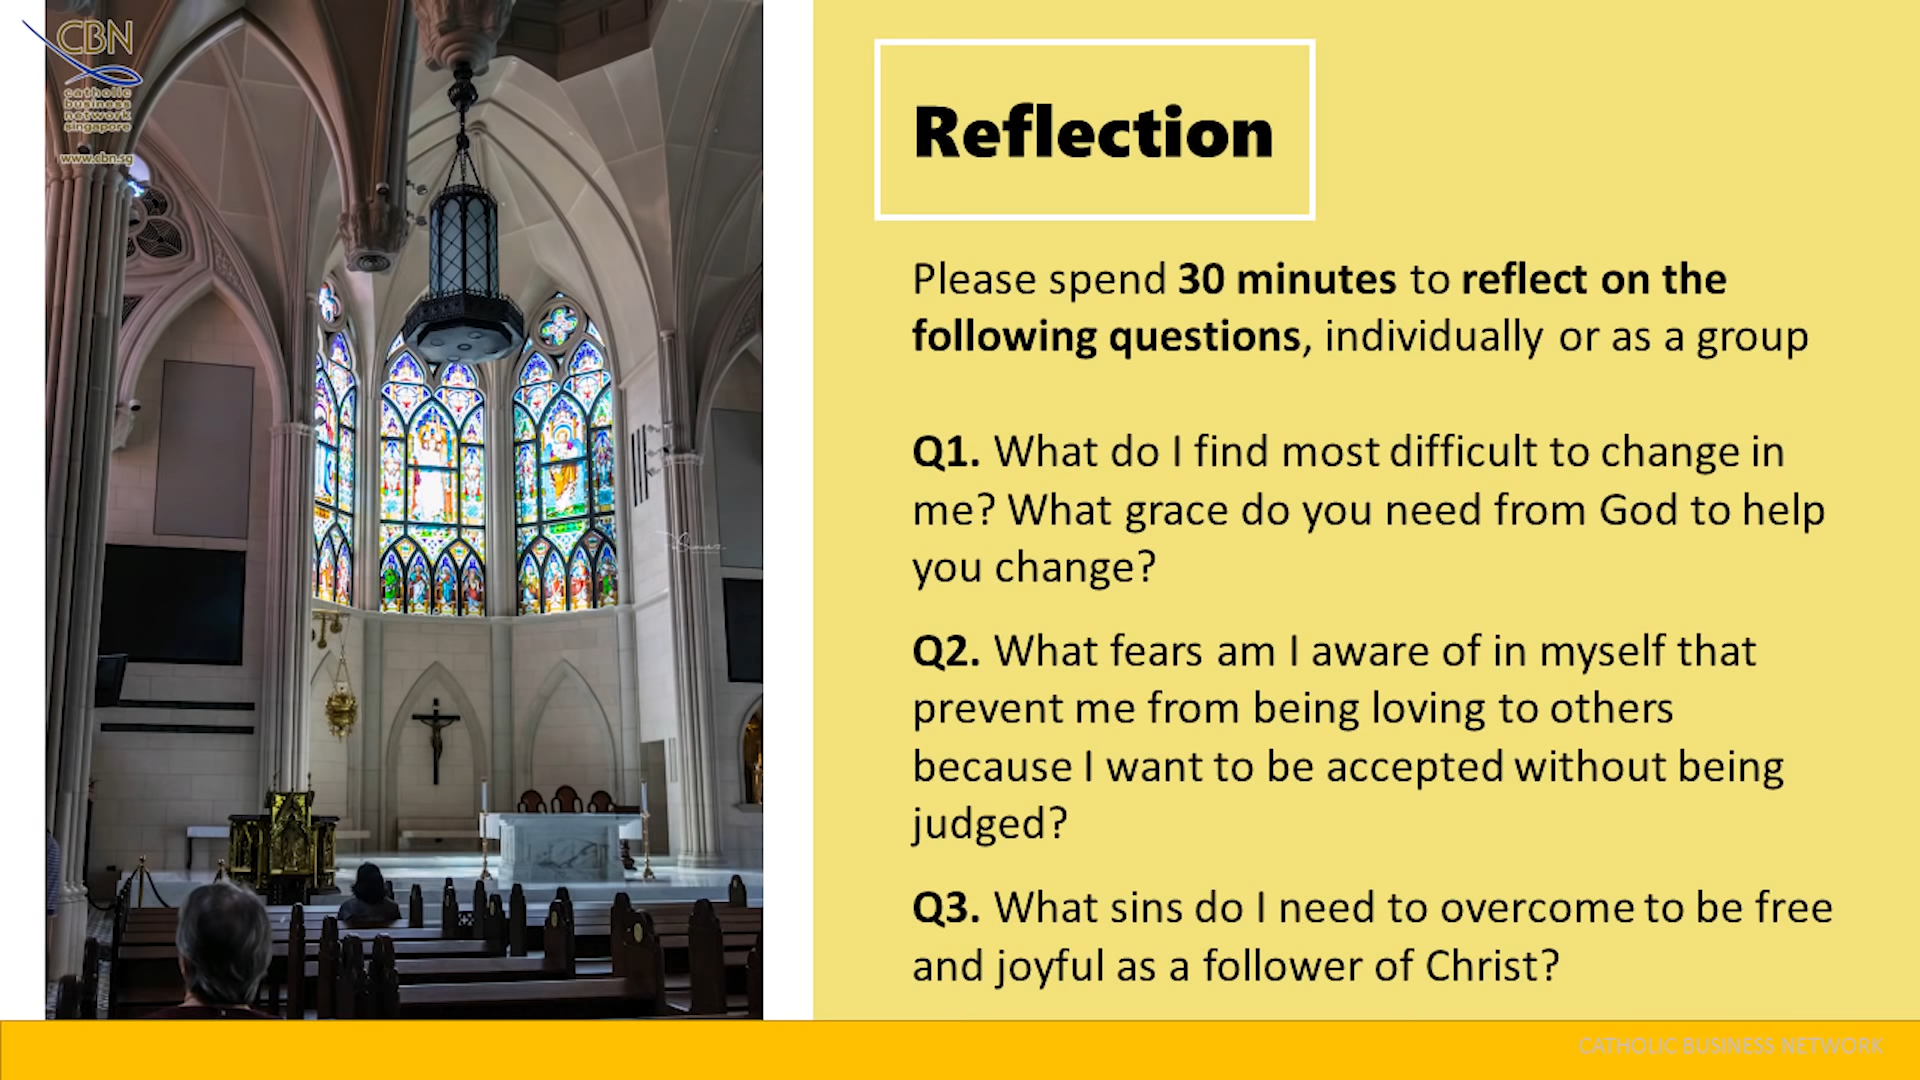 CBN
catholic
business
network
singapore
www.cbn.sg
Reflection
Please spend 30 minutes to reflect on the
following questions, individually or as a group
Q1. What do I find most difficult to change in
me? What grace do you need from God to help
you change?
Q2. What fears am I aware of in myself that
prevent me from being loving to others
because I want to be accepted without being
judged?
Q3. What sins do I need to overcome to be free
and joyful as a follower of Christ?
CATHOLIC BUSINESS NETWORK